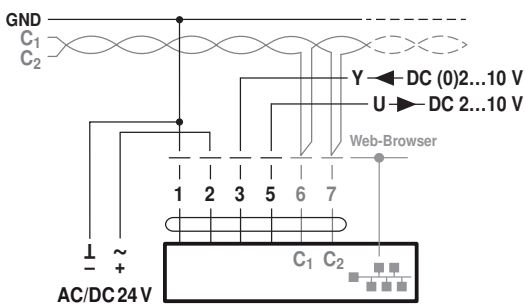 GND
C1
C2
Y DC (0)2...10 V
U DC 2...10 V
Web-Browser
1 2 3 5 6 7
⊥ ~
– +
C1 C2
AC/DC 24 V